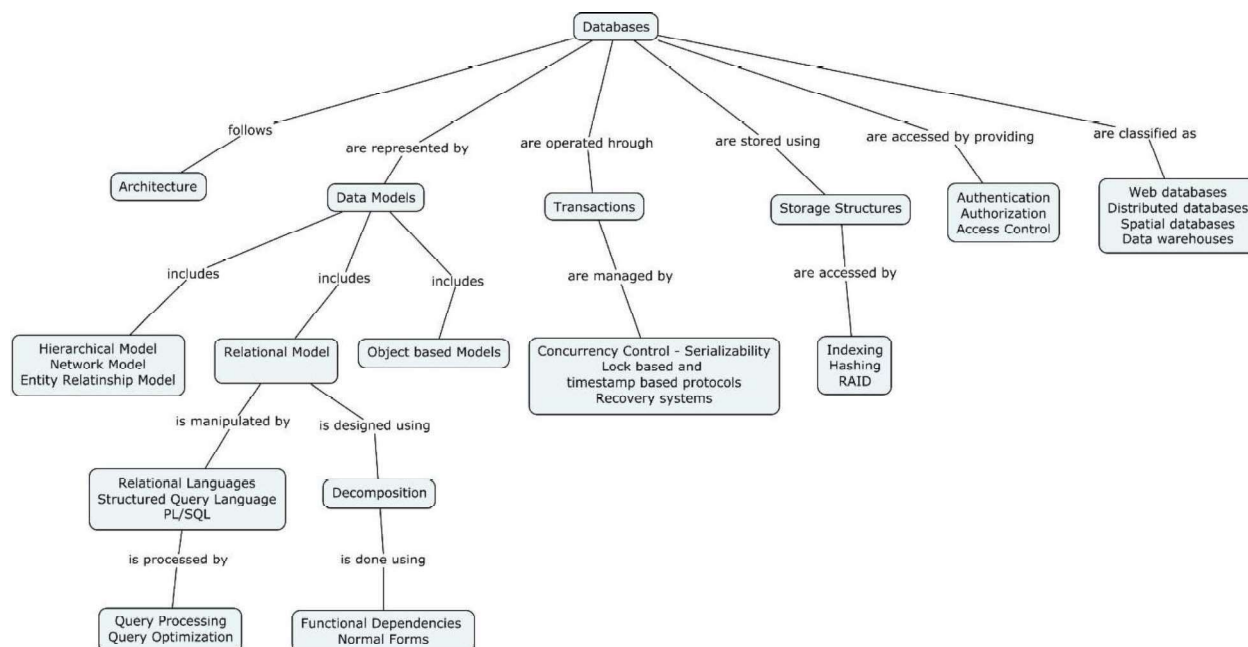 Databases
follows
are represented by
are operated hrough
are stored using
are accessed by providing
are classified as
Architecture
Data Models
Transactions
Storage Structures
Authentication
Authorization
Access Control
Web databases
Distributed databases
Spatial databases
Data warehouses
includes
includes
includes
are managed by
are accessed by
Hierarchical Model
Network Model
Entity Relatinship Model
Relational Model
Object based Models
Concurrency Control - Serializability
Lock based and
timestamp based protocols
Recovery systems
Indexing
Hashing
RAID
is manipulated by
is designed using
Relational Languages
Structured Query Language
PL/SQL
Decomposition
is processed by
is done using
Query Processing
Query Optimization
Functional Dependencies
Normal Forms